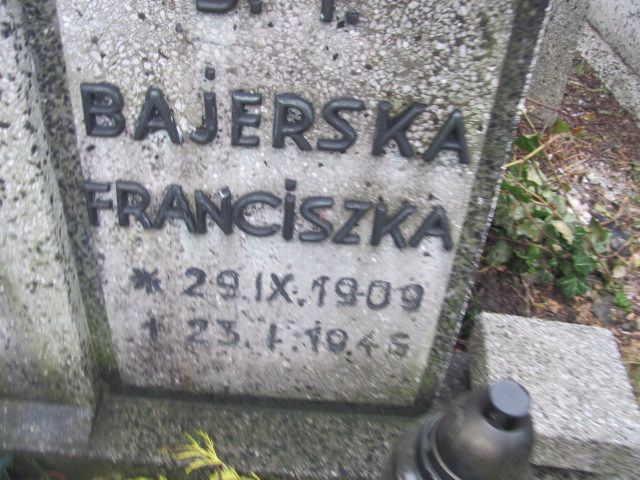 Ś. P.
BAJERSKA
FRANCISZKA
* 29.IX.1909
† 23.I.1945